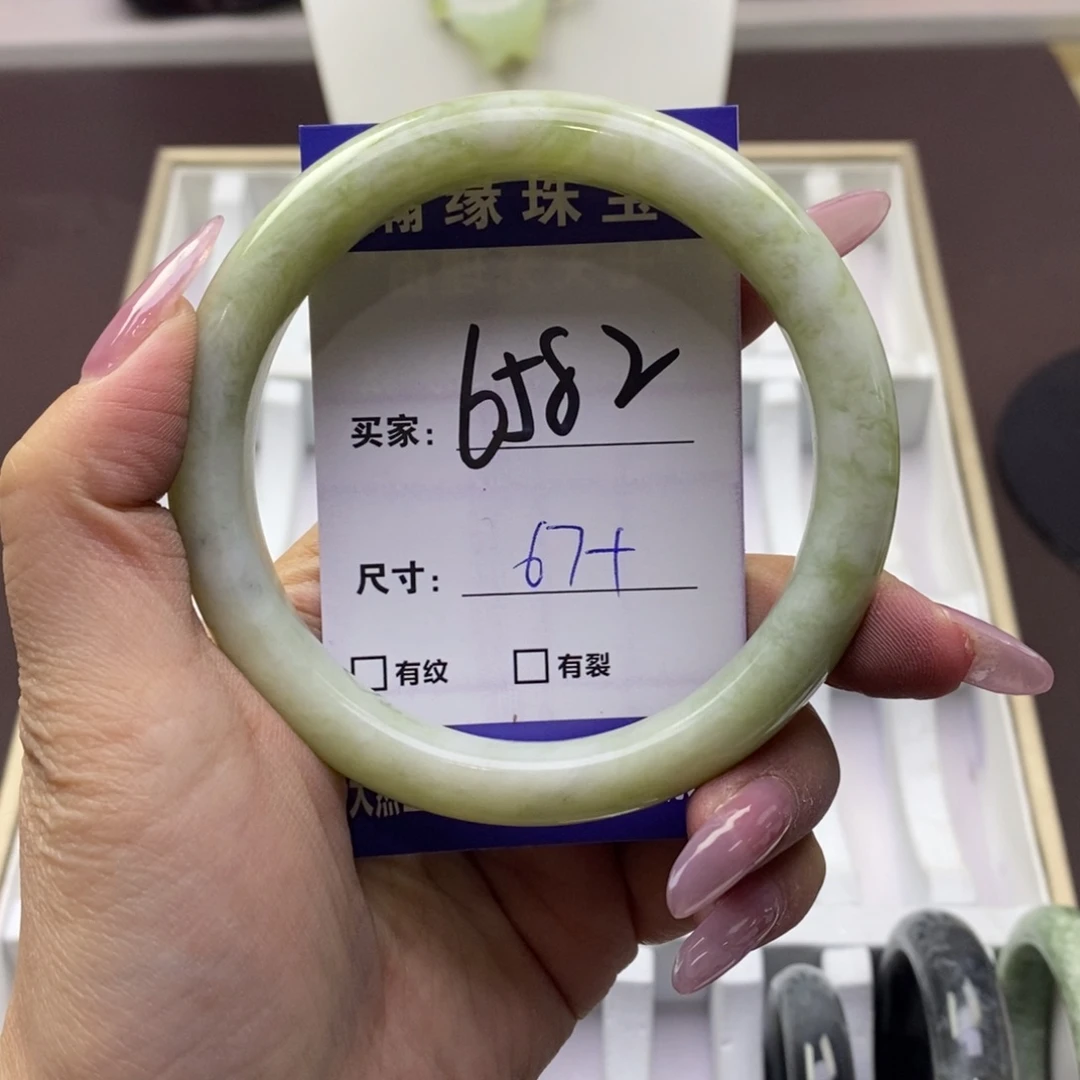 缘珠宝
买家: 6582
尺寸: 67+
有纹 有裂